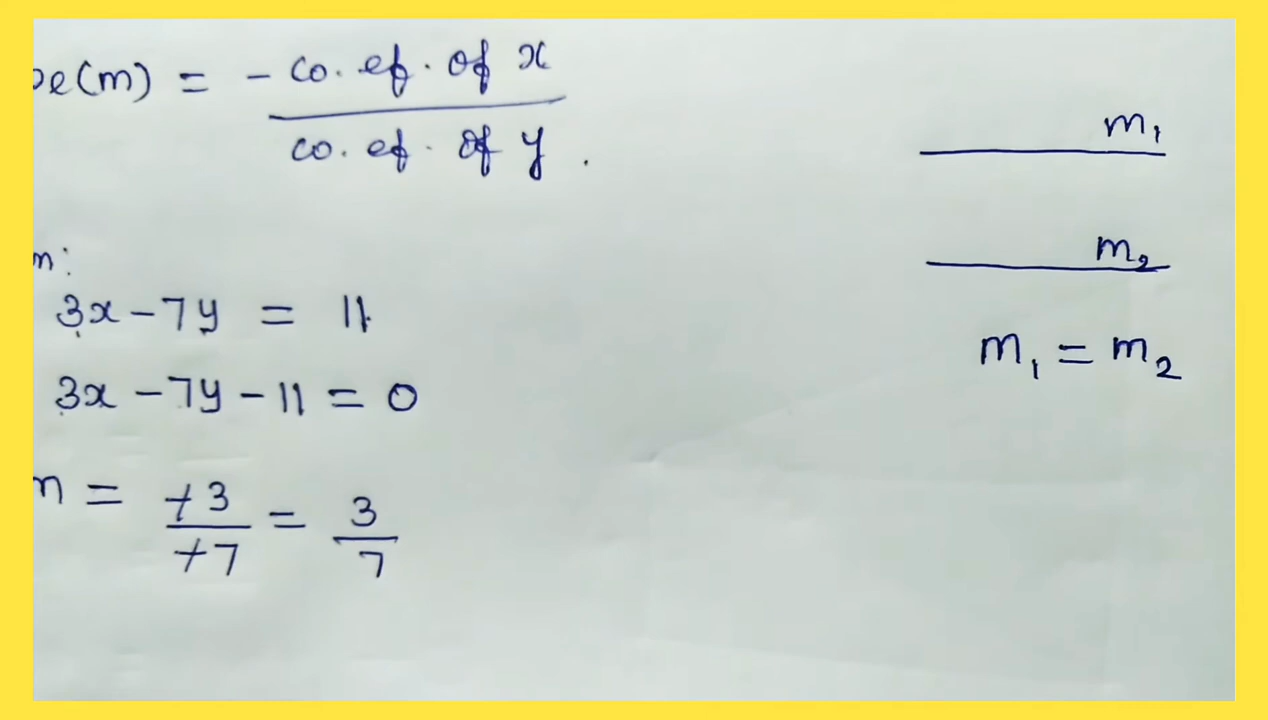 pe(m) = - co. ef. of x
co. ef. of y .
n:
3x - 7y = 11
3x - 7y - 11 = 0
m = +3 / +7 = 3 / 7
m₁
m₂
m₁ = m₂